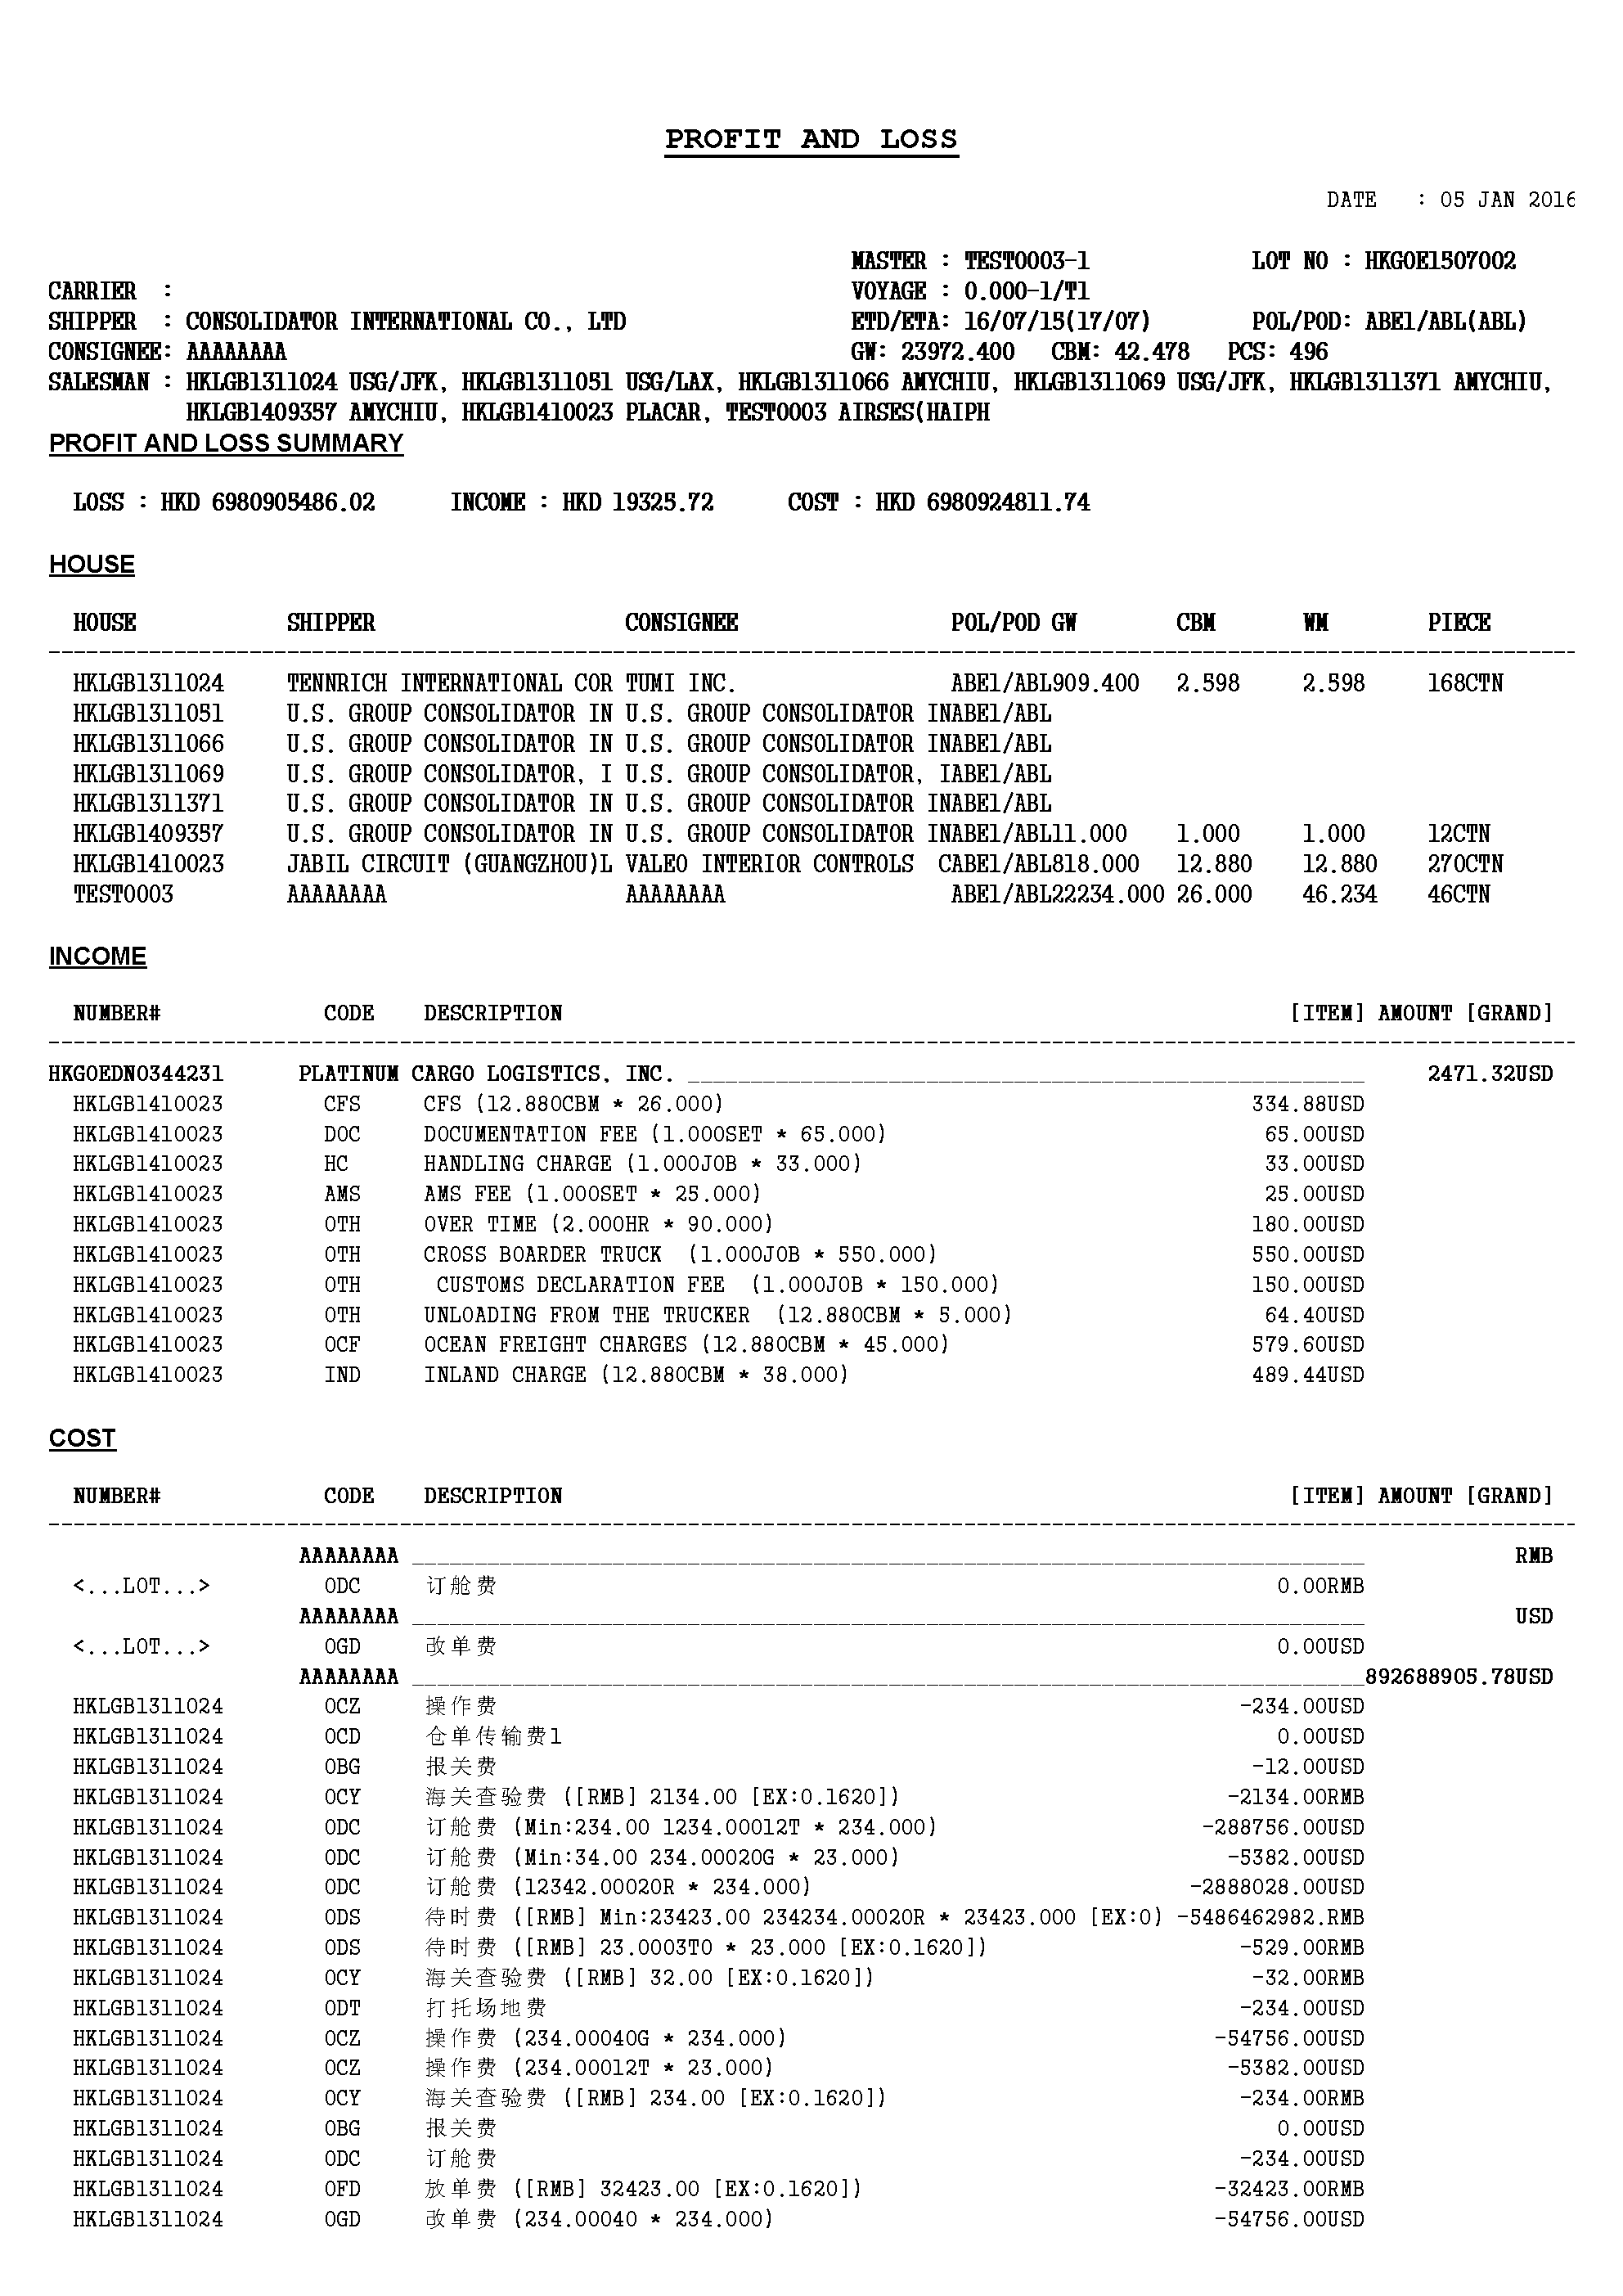 PROFIT AND LOSS
DATE : 05 JAN 2016
MASTER : TEST0003-1 LOT NO : HKGOE1507002
CARRIER : VOYAGE : 0.000-1/T1
SHIPPER : CONSOLIDATOR INTERNATIONAL CO., LTD ETD/ETA: 16/07/15(17/07) POL/POD: ABE1/ABL(ABL)
CONSIGNEE: AAAAAAAA GW: 23972.400 CBM: 42.478 PCS: 496
SALESMAN : HKLGB1311024 USG/JFK, HKLGB1311051 USG/LAX, HKLGB1311066 AMYCHIU, HKLGB1311069 USG/JFK, HKLGB1311371 AMYCHIU,
HKLGB1409357 AMYCHIU, HKLGB1410023 PLACAR, TEST0003 AIRSES(HAIPH
PROFIT AND LOSS SUMMARY
LOSS : HKD 6980905486.02 INCOME : HKD 19325.72 COST : HKD 6980924811.74
HOUSE
HOUSE SHIPPER CONSIGNEE POL/POD GW CBM WM PIECE
HKLGB1311024 TENNRICH INTERNATIONAL COR TUMI INC. ABE1/ABL909.400 2.598 2.598 168CTN
HKLGB1311051 U.S. GROUP CONSOLIDATOR IN U.S. GROUP CONSOLIDATOR INABE1/ABL
HKLGB1311066 U.S. GROUP CONSOLIDATOR IN U.S. GROUP CONSOLIDATOR INABE1/ABL
HKLGB1311069 U.S. GROUP CONSOLIDATOR, I U.S. GROUP CONSOLIDATOR, IABE1/ABL
HKLGB1311371 U.S. GROUP CONSOLIDATOR IN U.S. GROUP CONSOLIDATOR INABE1/ABL
HKLGB1409357 U.S. GROUP CONSOLIDATOR IN U.S. GROUP CONSOLIDATOR INABE1/ABL11.000 1.000 1.000 12CTN
HKLGB1410023 JABIL CIRCUIT (GUANGZHOU)L VALEO INTERIOR CONTROLS CABE1/ABL818.000 12.880 12.880 270CTN
TEST0003 AAAAAAAA AAAAAAAA ABE1/ABL22234.000 26.000 46.234 46CTN
INCOME
NUMBER# CODE DESCRIPTION [ITEM] AMOUNT [GRAND]
HKGOEDN0344231 PLATINUM CARGO LOGISTICS, INC. 2471.32USD
HKLGB1410023 CFS CFS (12.880CBM * 26.000) 334.88USD
HKLGB1410023 DOC DOCUMENTATION FEE (1.000SET * 65.000) 65.00USD
HKLGB1410023 HC HANDLING CHARGE (1.000JOB * 33.000) 33.00USD
HKLGB1410023 AMS AMS FEE (1.000SET * 25.000) 25.00USD
HKLGB1410023 OTH OVER TIME (2.000HR * 90.000) 180.00USD
HKLGB1410023 OTH CROSS BOARDER TRUCK (1.000JOB * 550.000) 550.00USD
HKLGB1410023 OTH CUSTOMS DECLARATION FEE (1.000JOB * 150.000) 150.00USD
HKLGB1410023 OTH UNLOADING FROM THE TRUCKER (12.880CBM * 5.000) 64.40USD
HKLGB1410023 OCF OCEAN FREIGHT CHARGES (12.880CBM * 45.000) 579.60USD
HKLGB1410023 IND INLAND CHARGE (12.880CBM * 38.000) 489.44USD
COST
NUMBER# CODE DESCRIPTION [ITEM] AMOUNT [GRAND]
AAAAAAAA RMB
<...LOT...> ODC 订舱费 0.00RMB
AAAAAAAA USD
<...LOT...> OGD 改单费 0.00USD
AAAAAAAA 892688905.78USD
HKLGB1311024 OCZ 操作费 -234.00USD
HKLGB1311024 OCD 仓单传输费1 0.00USD
HKLGB1311024 OBG 报关费 -12.00USD
HKLGB1311024 OCY 海关查验费 ([RMB] 2134.00 [EX:0.1620]) -2134.00RMB
HKLGB1311024 ODC 订舱费 (Min:234.00 1234.00012T * 234.000) -288756.00USD
HKLGB1311024 ODC 订舱费 (Min:34.00 234.00020G * 23.000) -5382.00USD
HKLGB1311024 ODC 订舱费 (12342.00020R * 234.000) -2888028.00USD
HKLGB1311024 ODS 待时费 ([RMB] Min:23423.00 234234.00020R * 23423.000 [EX:0) -5486462982.RMB
HKLGB1311024 ODS 待时费 ([RMB] 23.0003TO * 23.000 [EX:0.1620]) -529.00RMB
HKLGB1311024 OCY 海关查验费 ([RMB] 32.00 [EX:0.1620]) -32.00RMB
HKLGB1311024 ODT 打托场地费 -234.00USD
HKLGB1311024 OCZ 操作费 (234.00040G * 234.000) -54756.00USD
HKLGB1311024 OCZ 操作费 (234.00012T * 23.000) -5382.00USD
HKLGB1311024 OCY 海关查验费 ([RMB] 234.00 [EX:0.1620]) -234.00RMB
HKLGB1311024 OBG 报关费 0.00USD
HKLGB1311024 ODC 订舱费 -234.00USD
HKLGB1311024 OFD 放单费 ([RMB] 32423.00 [EX:0.1620]) -32423.00RMB
HKLGB1311024 OGD 改单费 (234.00040 * 234.000) -54756.00USD